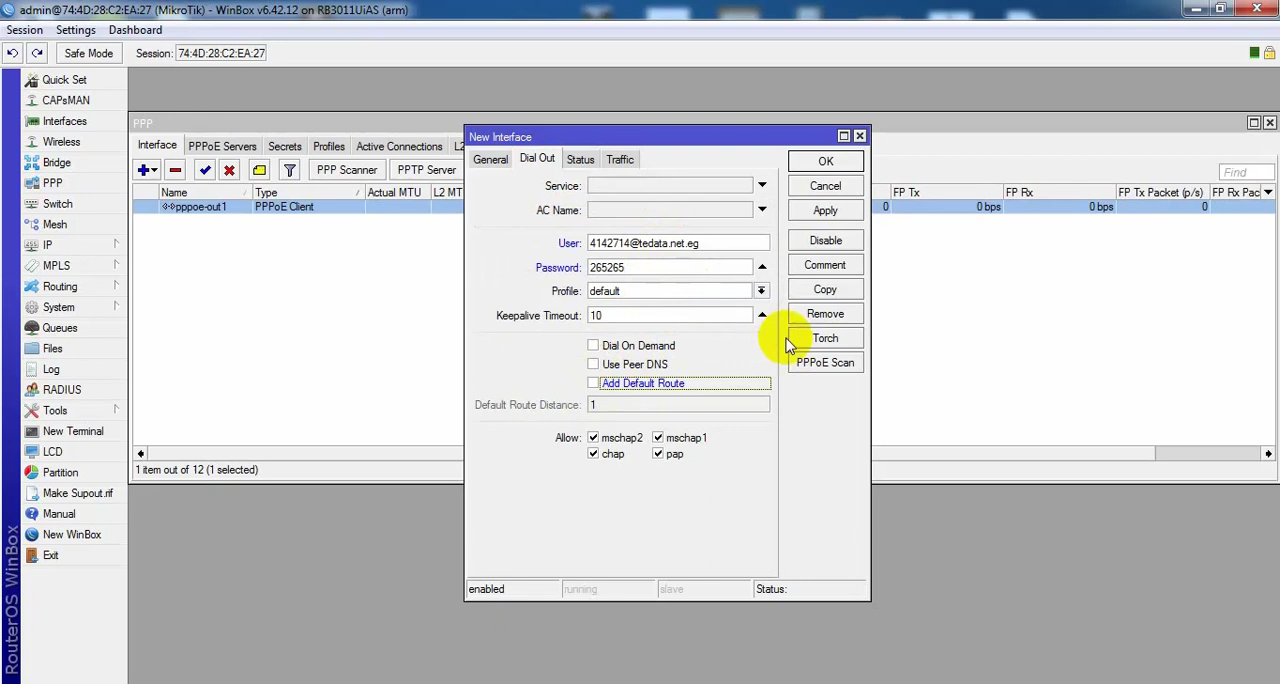 admin@74:4D:28:C2:EA:27 (MikroTik) - WinBox v6.42.12 on RB3011UiAS (arm)
Session Settings Dashboard
Safe Mode Session: 74:4D:28:C2:EA:27
Quick Set
CAPsMAN
Interfaces
Wireless
Bridge
PPP
Switch
Mesh
IP
MPLS
Routing
System
Queues
Files
Log
RADIUS
Tools
New Terminal
LCD
Partition
Make Supout.rif
Manual
New WinBox
Exit
RouterOS WinBox
PPP
Interface PPPoE Servers Secrets Profiles Active Connections L2
PPP Scanner PPTP Server Find
Name Type Actual MTU L2 MT FP Tx FP Rx FP Tx Packet (p/s) FP Rx Pac
pppoe-out1 PPPoE Client 0 0 bps 0 bps 0
1 item out of 12 (1 selected)
New Interface
General Dial Out Status Traffic
Service:
AC Name:
User: 4142714@tedata.net.eg
Password: 265265
Profile: default
Keepalive Timeout: 10
Dial On Demand
Use Peer DNS
Add Default Route
Default Route Distance: 1
Allow: mschap2 mschap1
chap pap
OK
Cancel
Apply
Disable
Comment
Copy
Remove
Torch
PPPoE Scan
enabled running slave Status: